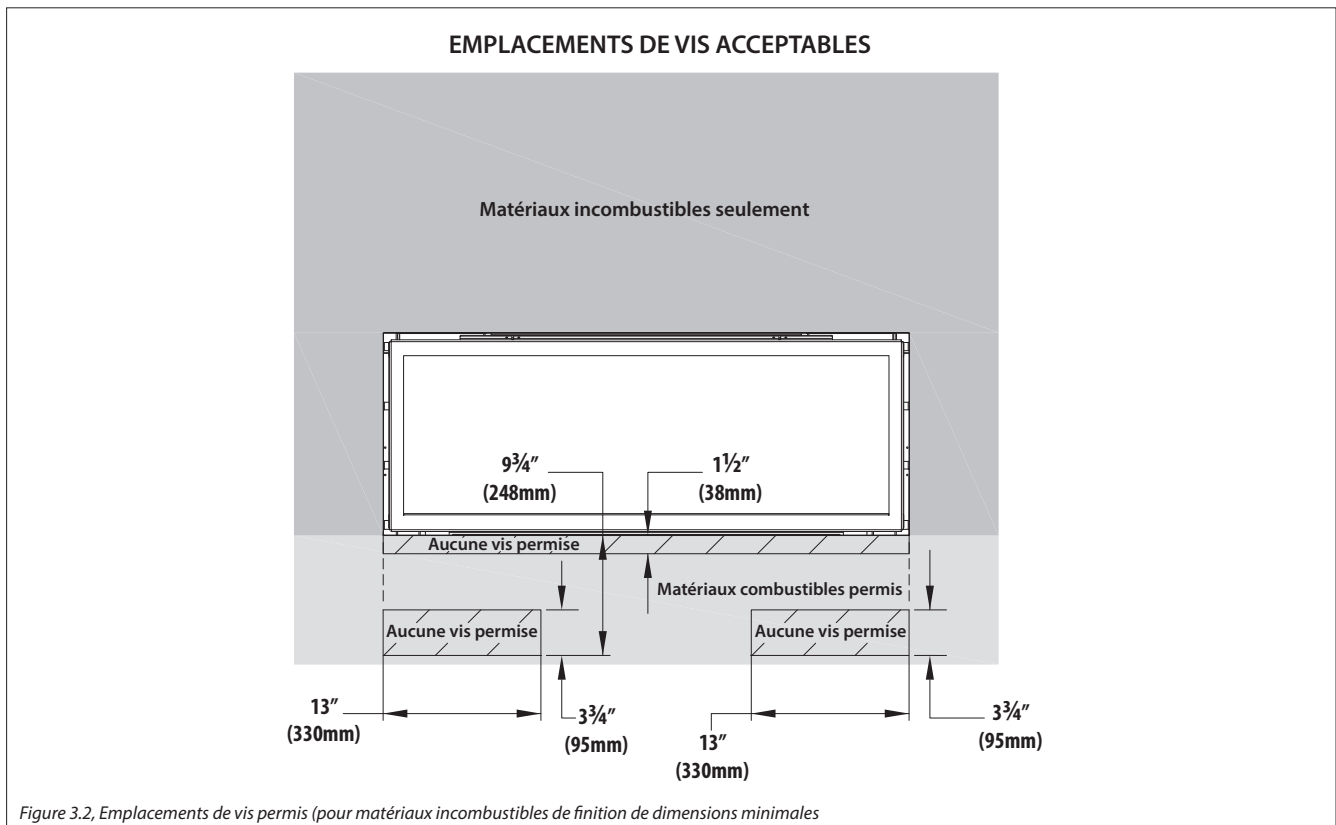 EMPLACEMENTS DE VIS ACCEPTABLES
Matériaux incombustibles seulement
9¾"
(248mm)
1½"
(38mm)
Aucune vis permise
Matériaux combustibles permis
Aucune vis permise
Aucune vis permise
13"
(330mm)
3¾"
(95mm)
13"
(330mm)
3¾"
(95mm)
Figure 3.2, Emplacements de vis permis (pour matériaux incombustibles de finition de dimensions minimales